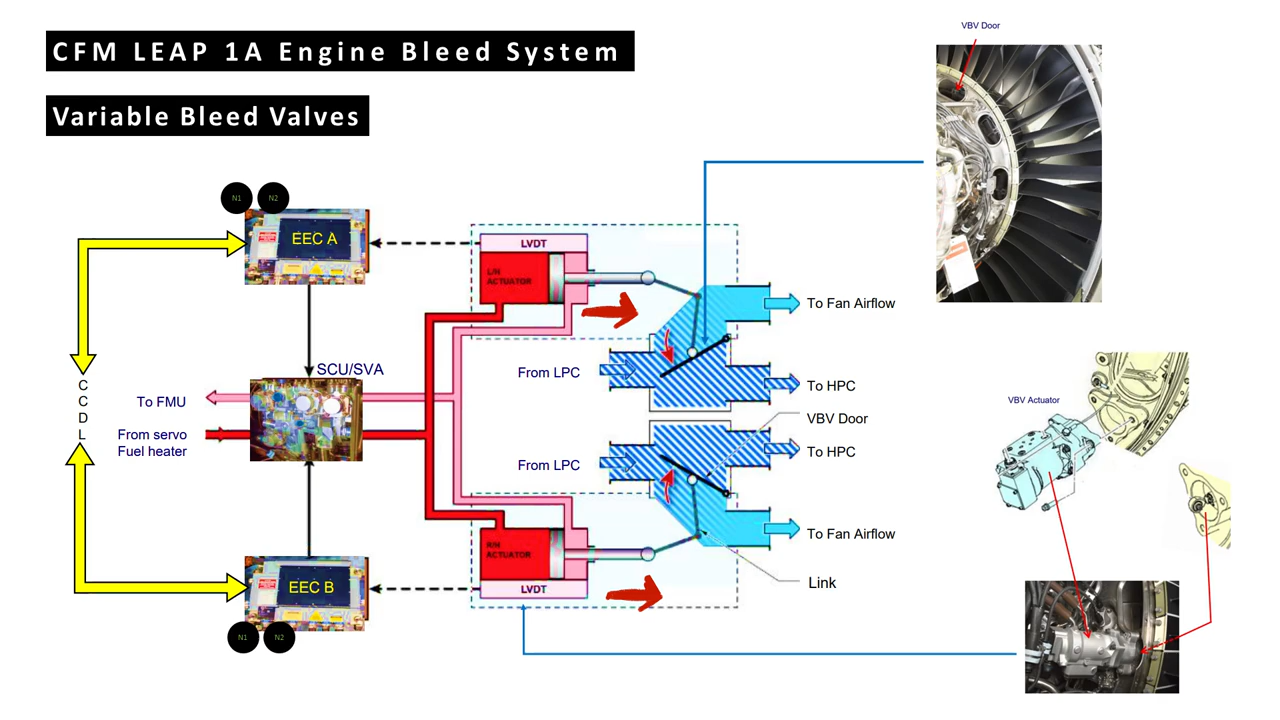 CFM LEAP 1A Engine Bleed System
Variable Bleed Valves
VBV Door
N1
N2
EEC A
LVDT
L/H
ACTUATOR
To Fan Airflow
CCDL
SCU/SVA
From LPC
To HPC
To FMU
VBV Door
VBV Actuator
From servo
Fuel heater
To HPC
From LPC
To Fan Airflow
R/H
ACTUATOR
Link
EEC B
LVDT
N1
N2